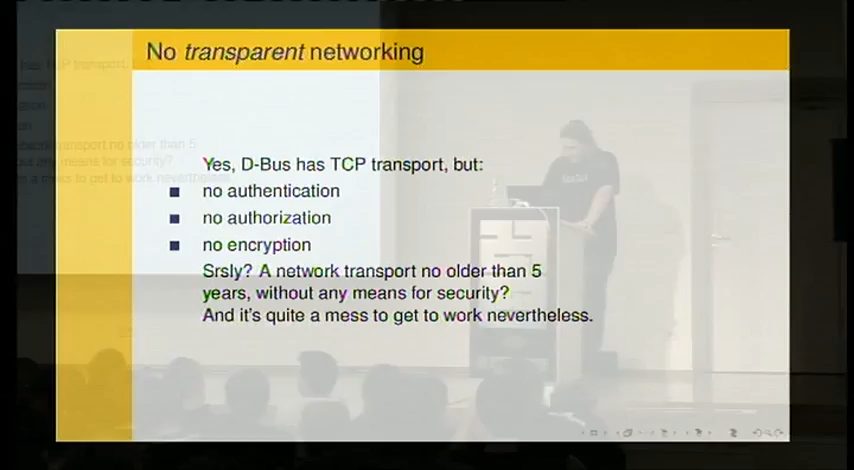 No transparent networking
Yes, D-Bus has TCP transport, but:
no authentication
no authorization
no encryption
Srsly? A network transport no older than 5
years, without any means for security?
And it's quite a mess to get to work nevertheless.